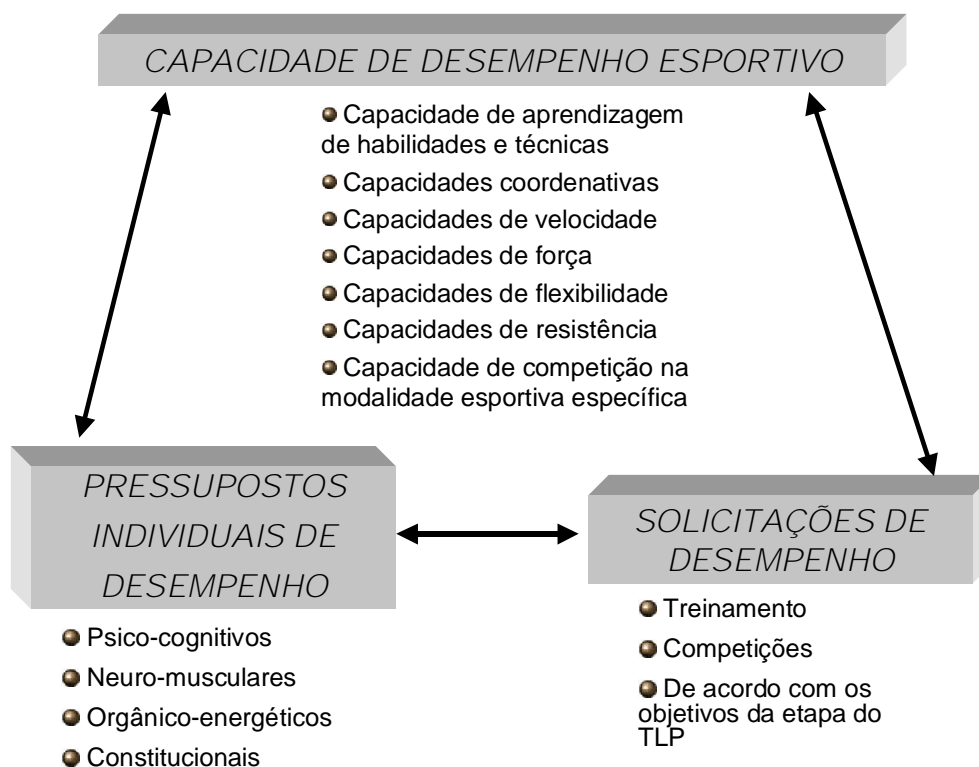 CAPACIDADE DE DESEMPENHO ESPORTIVO
Capacidade de aprendizagem
de habilidades e técnicas
Capacidades coordenativas
Capacidades de velocidade
Capacidades de força
Capacidades de flexibilidade
Capacidades de resistência
Capacidade de competição na
modalidade esportiva específica
PRESSUPOSTOS
INDIVIDUAIS DE
DESEMPENHO
Psico-cognitivos
Neuro-musculares
Orgânico-energéticos
Constitucionais
SOLICITAÇÕES DE
DESEMPENHO
Treinamento
Competições
De acordo com os
objetivos da etapa do
TLP